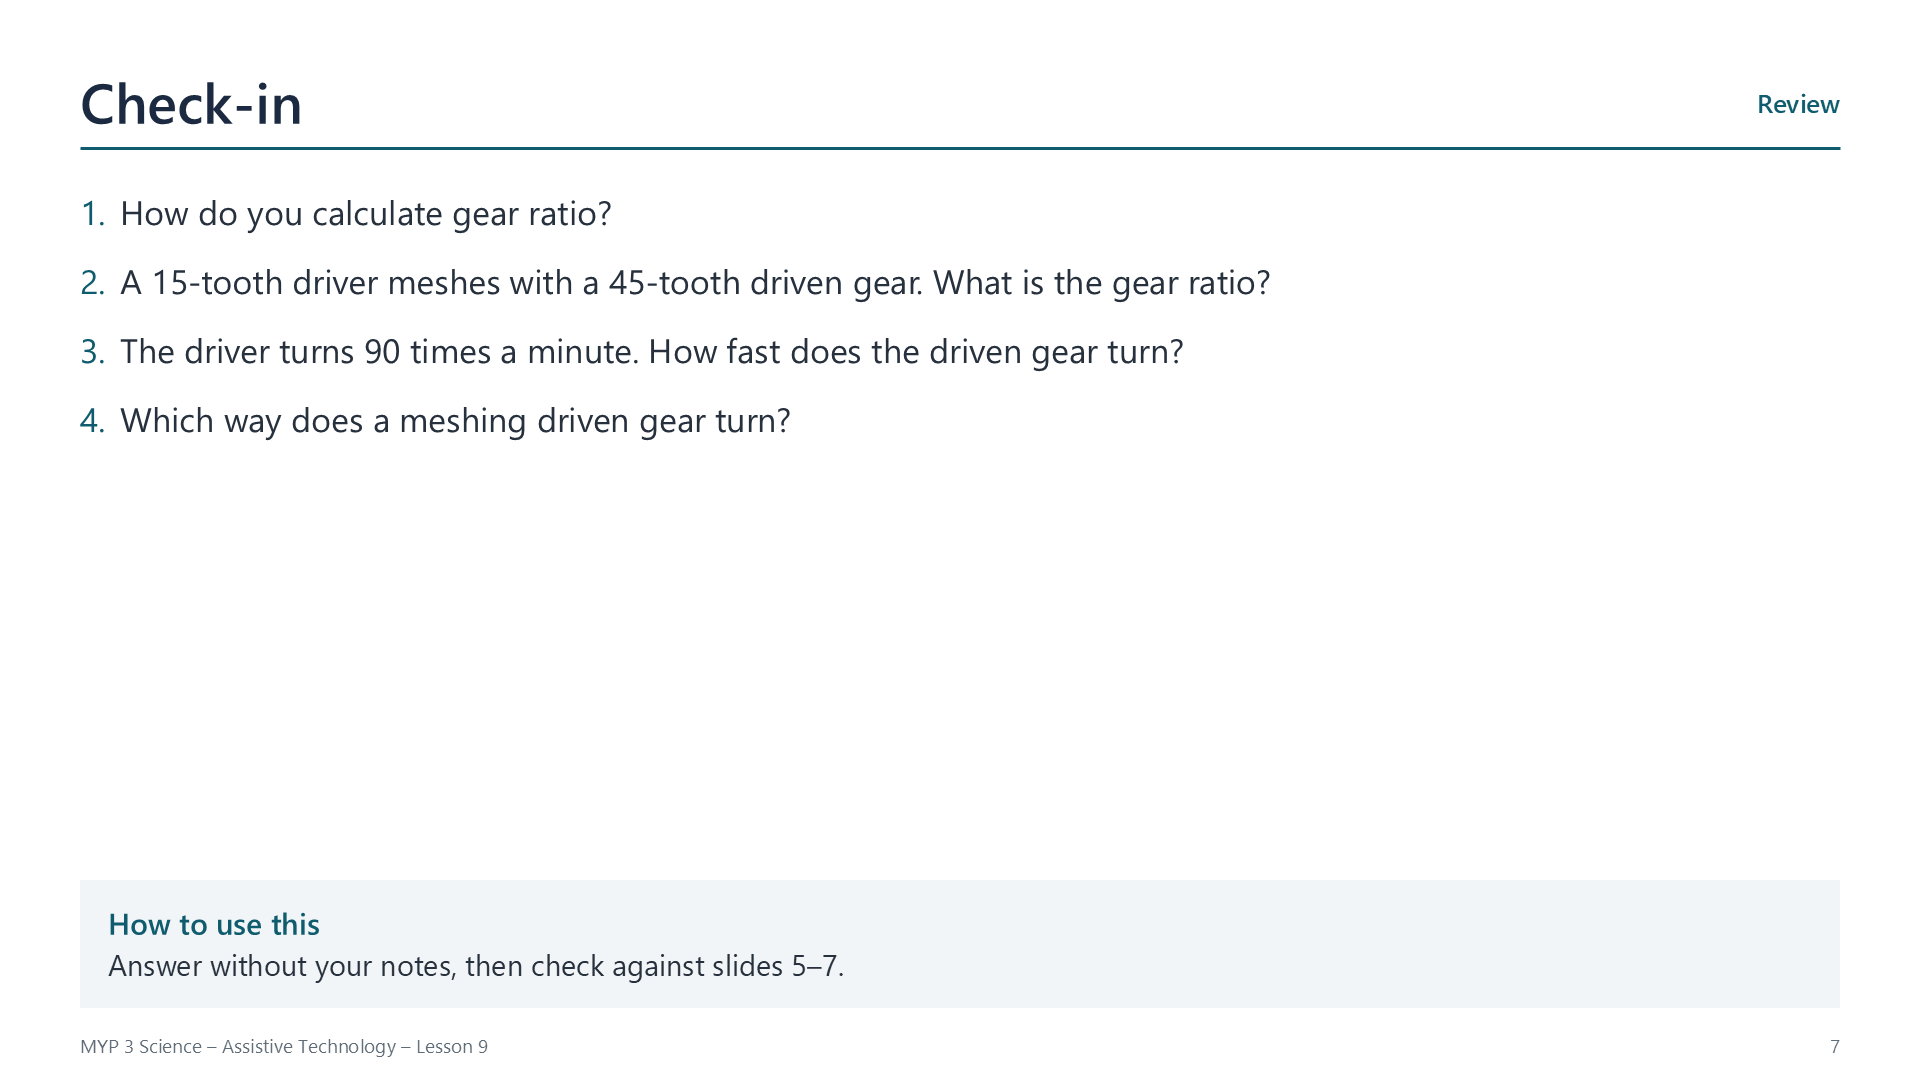 Check-in
Review
1. How do you calculate gear ratio?
2. A 15-tooth driver meshes with a 45-tooth driven gear. What is the gear ratio?
3. The driver turns 90 times a minute. How fast does the driven gear turn?
4. Which way does a meshing driven gear turn?
How to use this
Answer without your notes, then check against slides 5–7.
MYP 3 Science – Assistive Technology – Lesson 9
7